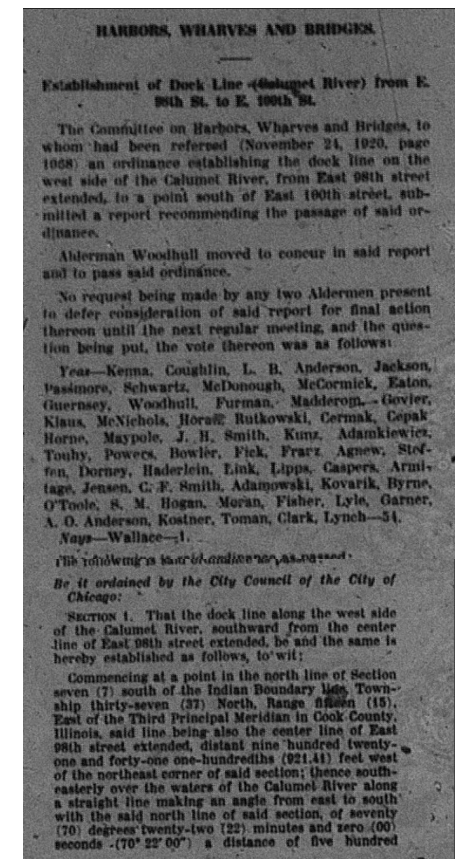 HARBORS, WHARVES AND BRIDGES.
Establishment of Dock Line (Calumet River) from E.
98th St. to E. 100th St.
The Committee on Harbors, Wharves and Bridges, to
whom had been referred (November 24, 1920, page
1068) an ordinance establishing the dock line on the
west side of the Calumet River, from East 98th street
extended, to a point south of East 100th street, sub-
mitted a report recommending the passage of said or-
dinance.
Alderman Woodhull moved to concur in said report
and to pass said ordinance.
No request being made by any two Aldermen present
to defer consideration of said report for final action
thereon until the next regular meeting, and the ques-
tion being put, the vote thereon was as follows:
Yeas—Kenna, Coughlin, L. B. Anderson, Jackson,
Passmore, Schwartz, McDonough, McCormick, Eaton,
Guernsey, Woodhull, Furman, Madderom, Govier,
Klaus, McNichols, Horan Rutkowski, Cermak, Cepak
Horne, Maypole, J. H. Smith, Kunz, Adamkiewicz,
Touhy, Powers, Bowler, Fick, Franz, Agnew, Stef-
fen, Dorney, Haderlein, Link, Lipps, Caspers, Armi-
tage, Jensen, C. F. Smith, Adamowski, Kovarik, Byrne,
O'Toole, S. M. Hogan, Moran, Fisher, Lyle, Garner,
A. O. Anderson, Kostner, Toman, Clark, Lynch—54.
Nays—Wallace—1.
The following is said ordinance as passed:
Be it ordained by the City Council of the City of
Chicago:
SECTION 1. That the dock line along the west side
of the Calumet River, southward from the center
line of East 98th street extended, be and the same is
hereby established as follows, to wit:
Commencing at a point in the north line of Section
seven (7) south of the Indian Boundary line, Town-
ship thirty-seven (37) North, Range fifteen (15),
East of the Third Principal Meridian in Cook County,
Illinois, said line being also the center line of East
98th street extended, distant nine hundred twenty-
one and forty-one one-hundredths (921.41) feet west
of the northeast corner of said section; thence south-
easterly over the waters of the Calumet River along
a straight line making an angle from east to south
with the said north line of said section, of seventy
(70) degrees twenty-two (22) minutes and zero (00)
seconds (70° 22' 00") a distance of five hundred